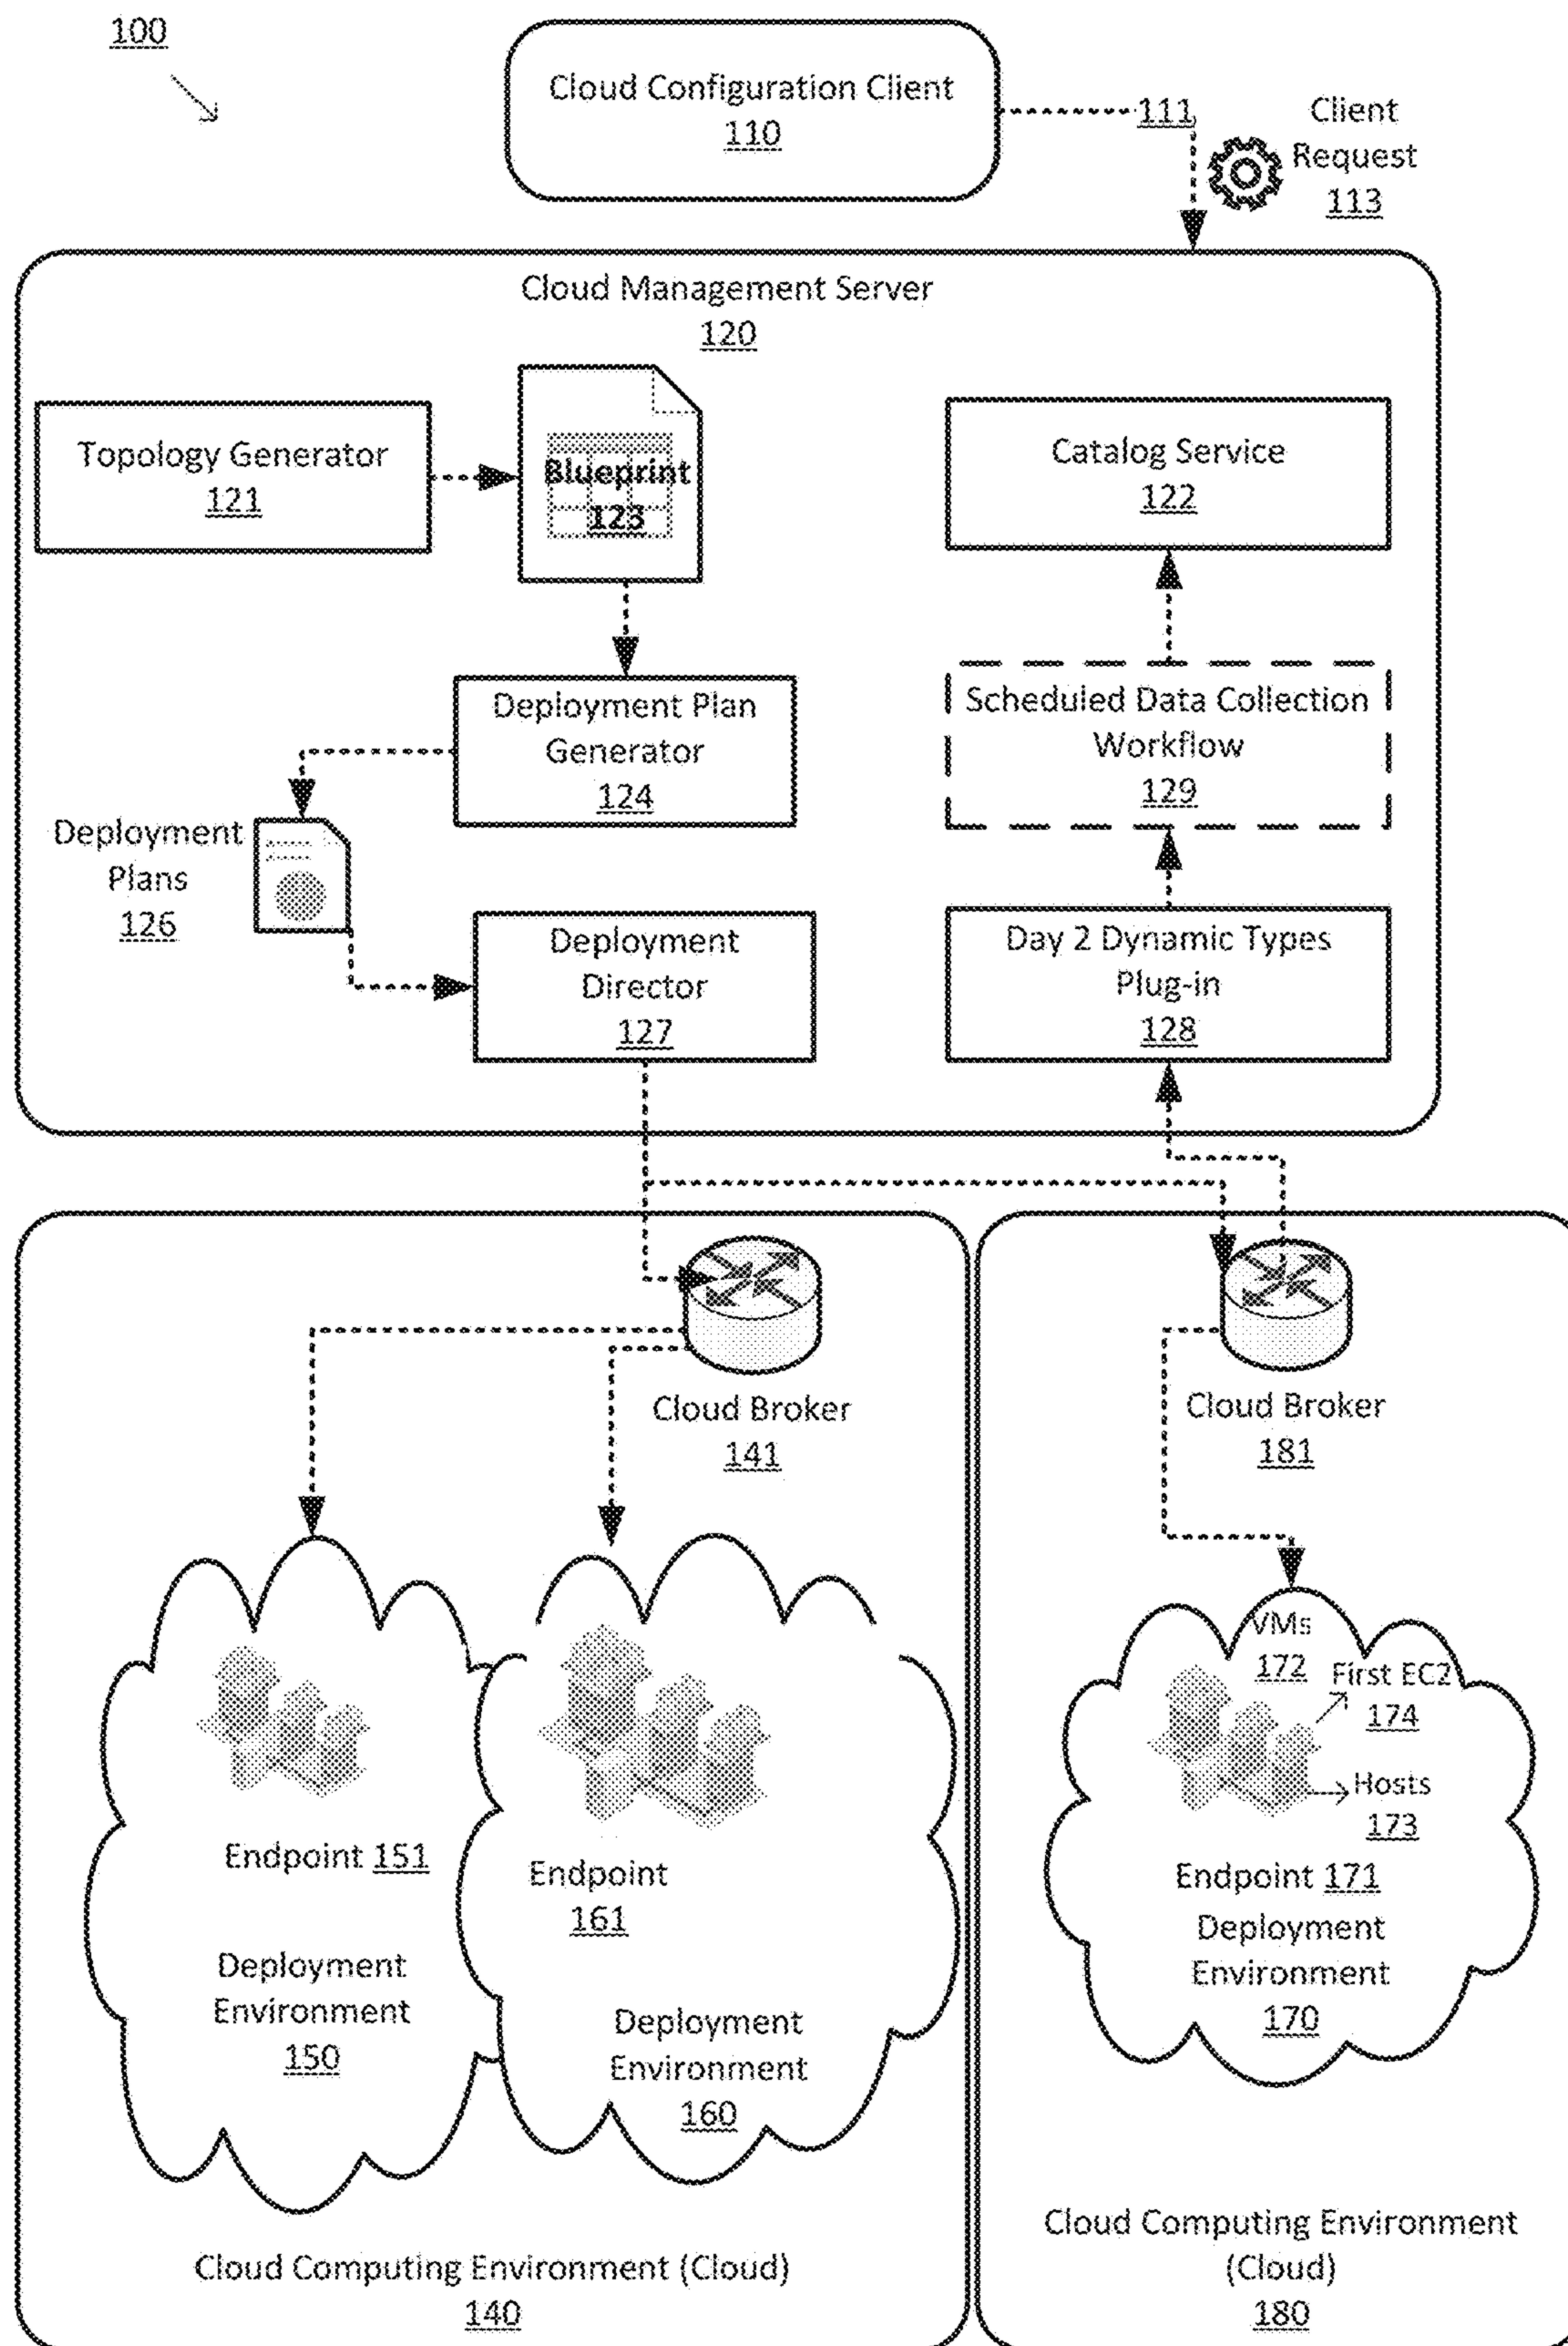 100
Cloud Configuration Client
110
111
Client
Request
113
Cloud Management Server
120
Topology Generator
121
Blueprint
123
Catalog Service
122
Deployment Plan
Generator
124
Scheduled Data Collection
Workflow
129
Deployment
Plans
126
Deployment
Director
127
Day 2 Dynamic Types
Plug-in
128
Cloud Broker
141
Cloud Broker
181
VMs
172
First EC2
174
Hosts
173
Endpoint 151
Endpoint
161
Endpoint 171
Deployment
Environment
150
Deployment
Environment
160
Deployment
Environment
170
Cloud Computing Environment (Cloud)
140
Cloud Computing Environment
(Cloud)
180